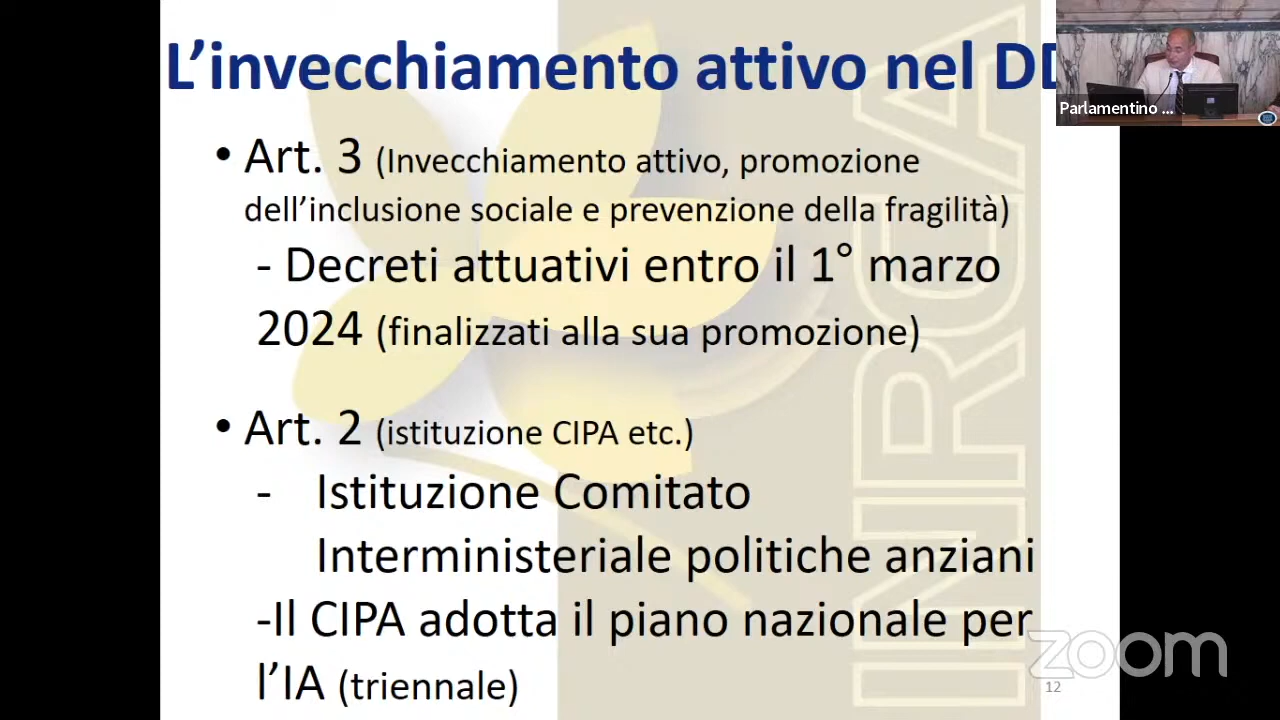 L’invecchiamento attivo nel DD
Parlamentino ...
• Art. 3 (Invecchiamento attivo, promozione
dell’inclusione sociale e prevenzione della fragilità)
- Decreti attuativi entro il 1° marzo
2024 (finalizzati alla sua promozione)
• Art. 2 (istituzione CIPA etc.)
- Istituzione Comitato
Interministeriale politiche anziani
-Il CIPA adotta il piano nazionale per
l’IA (triennale)
INRCA
zoom
12